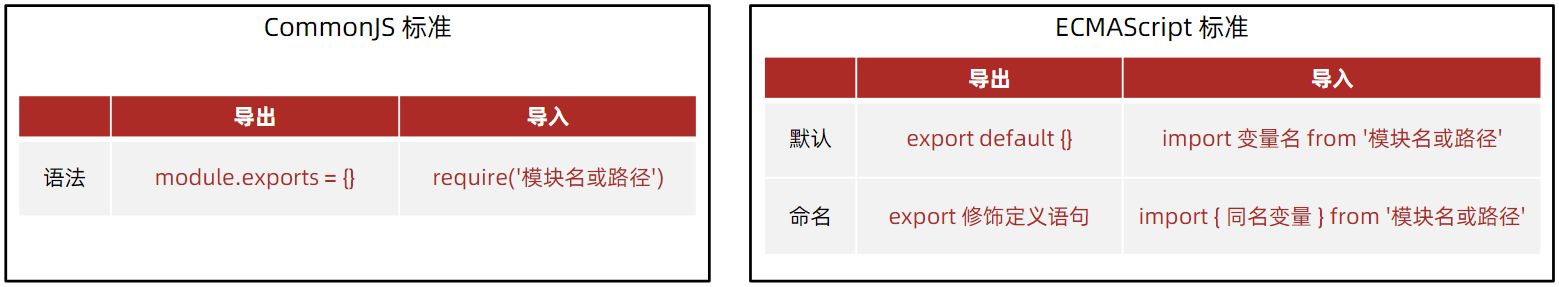 CommonJS 标准
导出 导入
语法 module.exports = {} require('模块名或路径')
ECMAScript 标准
导出 导入
默认 export default {} import 变量名 from '模块名或路径'
命名 export 修饰定义语句 import { 同名变量 } from '模块名或路径'